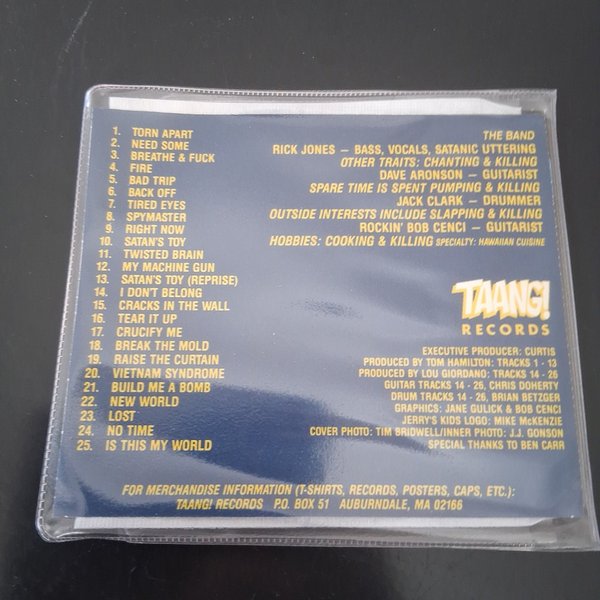 1. TORN APART
2. NEED SOME
3. BREATHE & FUCK
4. FIRE
5. BAD TRIP
6. BACK OFF
7. TIRED EYES
8. SPYMASTER
9. RIGHT NOW
10. SATAN'S TOY
11. TWISTED BRAIN
12. MY MACHINE GUN
13. SATAN'S TOY (REPRISE)
14. I DON'T BELONG
15. CRACKS IN THE WALL
16. TEAR IT UP
17. CRUCIFY ME
18. BREAK THE MOLD
19. RAISE THE CURTAIN
20. VIETNAM SYNDROME
21. BUILD ME A BOMB
22. NEW WORLD
23. LOST
24. NO TIME
25. IS THIS MY WORLD
THE BAND
RICK JONES – BASS, VOCALS, SATANIC UTTERING
OTHER TRAITS: CHANTING & KILLING
DAVE ARONSON – GUITARIST
SPARE TIME IS SPENT PUMPING & KILLING
JACK CLARK – DRUMMER
OUTSIDE INTERESTS INCLUDE SLAPPING & KILLING
ROCKIN' BOB CENCI – GUITARIST
HOBBIES: COOKING & KILLING SPECIALTY: HAWAIIAN CUISINE
TAANG!
RECORDS
EXECUTIVE PRODUCER: CURTIS
PRODUCED BY TOM HAMILTON: TRACKS 1 - 13
PRODUCED BY LOU GIORDANO: TRACKS 14 - 26
GUITAR TRACKS 14 - 26, CHRIS DOHERTY
DRUM TRACKS 14 - 26, BRIAN BETZGER
GRAPHICS: JANE GULICK & BOB CENCI
JERRY'S KIDS LOGO: MIKE McKENZIE
COVER PHOTO: TIM BRIDWELL/INNER PHOTO: J.J. GONSON
SPECIAL THANKS TO BEN CARR
FOR MERCHANDISE INFORMATION (T-SHIRTS, RECORDS, POSTERS, CAPS, ETC.):
TAANG! RECORDS P.O. BOX 51 AUBURNDALE, MA 02166